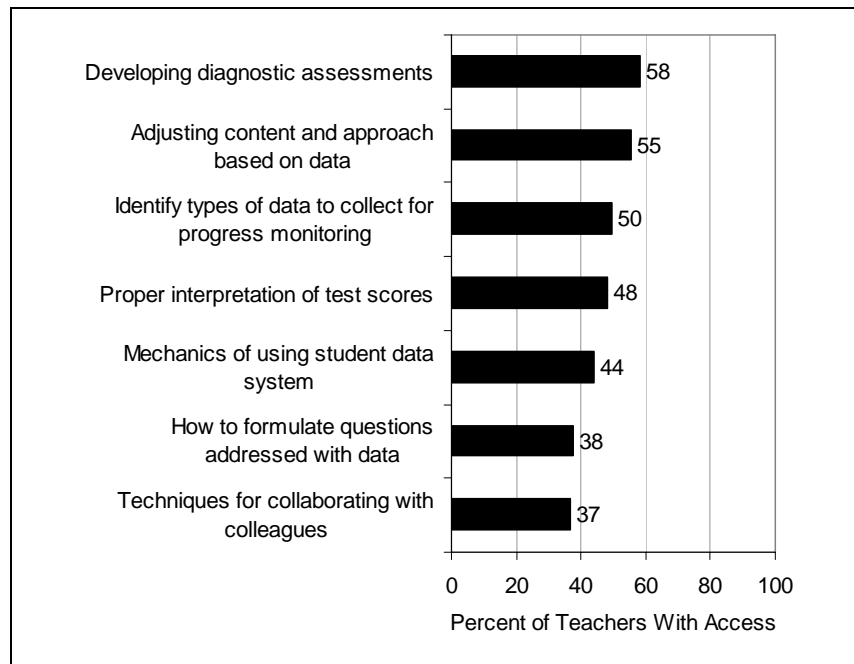 Developing diagnostic assessments
58
Adjusting content and approach
based on data
55
Identify types of data to collect for
progress monitoring
50
Proper interpretation of test scores
48
Mechanics of using student data
system
44
How to formulate questions
addressed with data
38
Techniques for collaborating with
colleagues
37
0 20 40 60 80 100
Percent of Teachers With Access